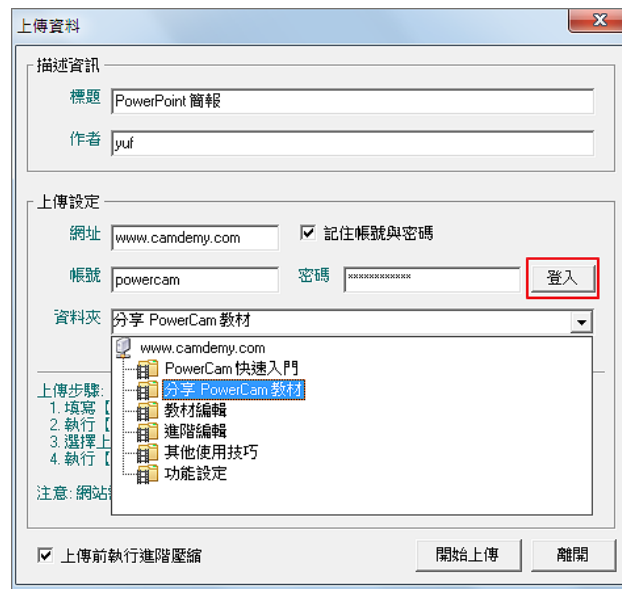 上傳資料
描述資訊
標題 PowerPoint 簡報
作者 yuf
上傳設定
網址 www.camdemy.com 記住帳號與密碼
帳號 powercam 密碼 ************ 登入
資料夾 分享 PowerCam 教材
www.camdemy.com
PowerCam 快速入門
分享 PowerCam 教材
教材編輯
進階編輯
其他使用技巧
功能設定
上傳步驟:
1. 填寫【
2. 執行【
3. 選擇上
4. 執行【
注意: 網站
上傳前執行進階壓縮 開始上傳 離開